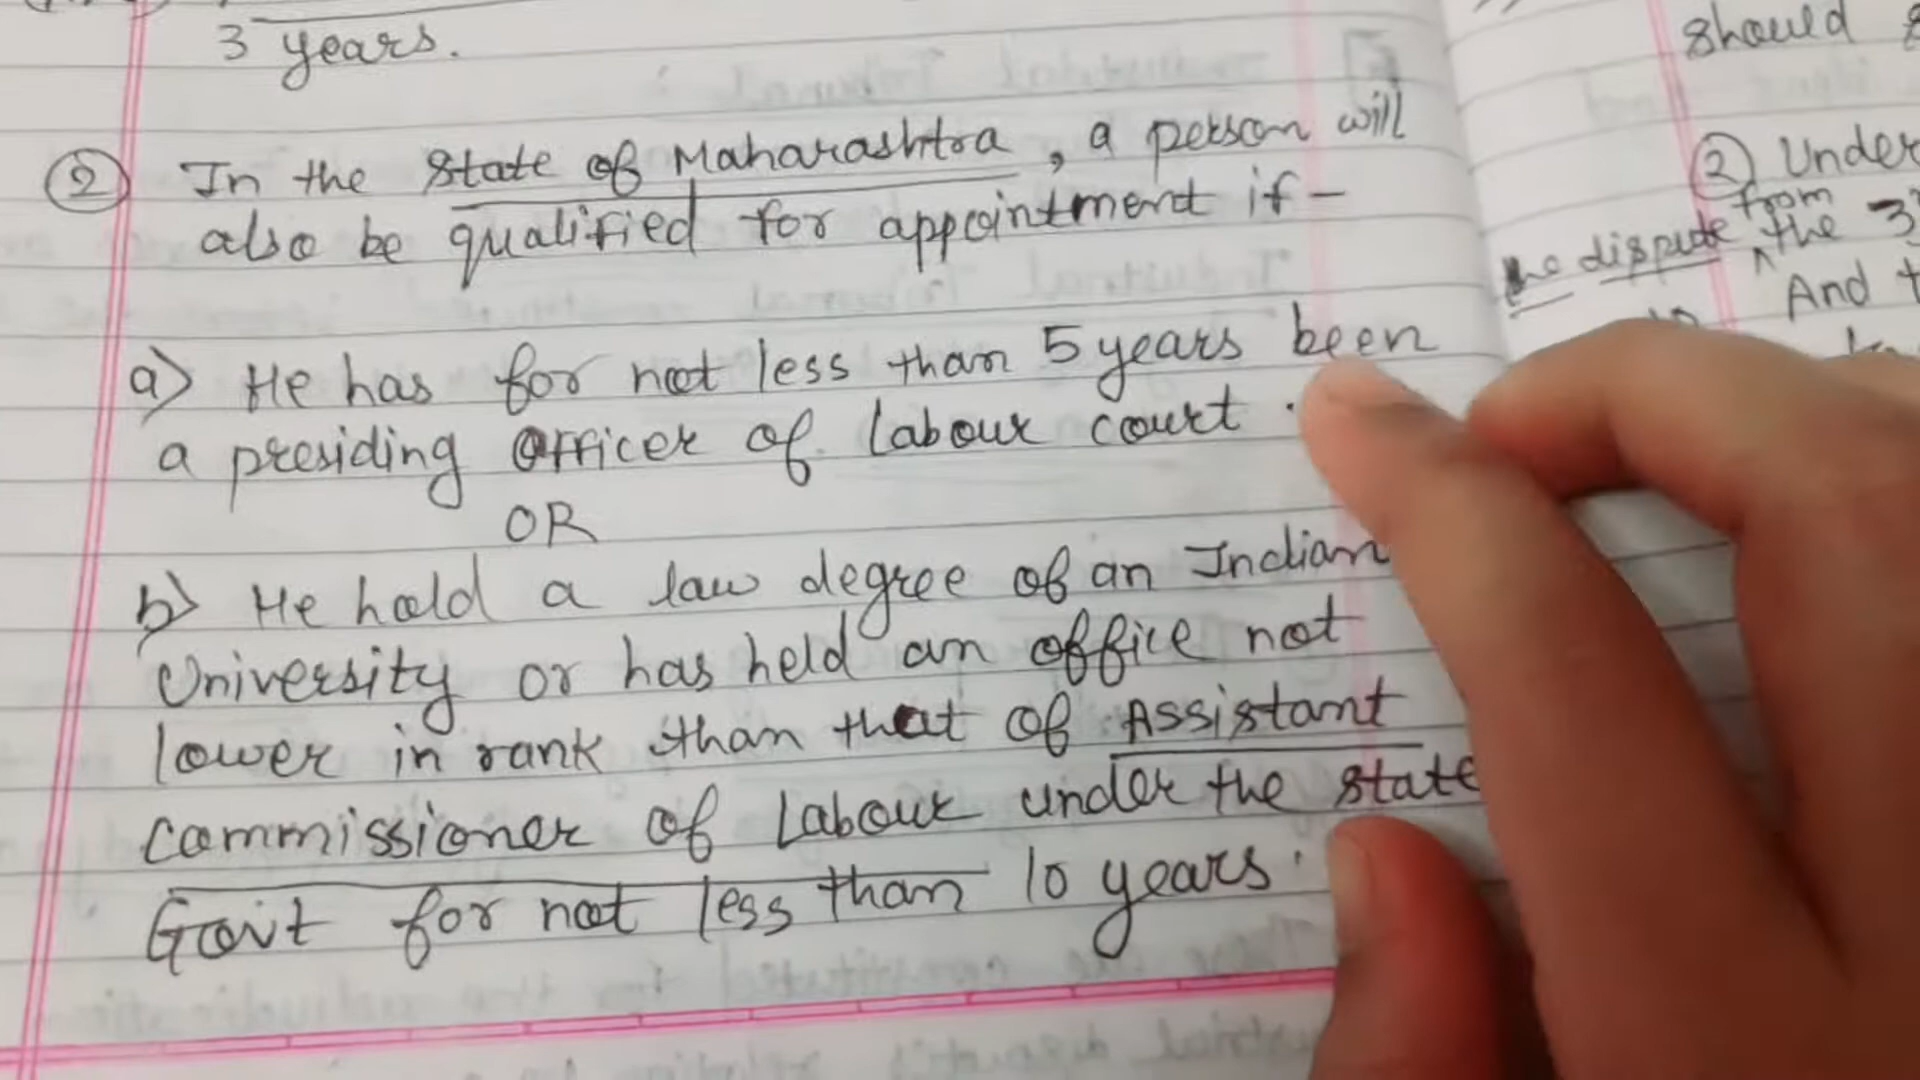 3 years.
② In the State of Maharashtra, a person will
also be qualified for appointment if -
a) He has for not less than 5 years been
a presiding officer of labour court.
OR
b) He hold a law degree of an Indian
University or has held an office not
lower in rank than that of Assistant
Commissioner of Labour under the state
Govt for not less than 10 years.
should
② Under
from
the dispute ^ the 3
And t